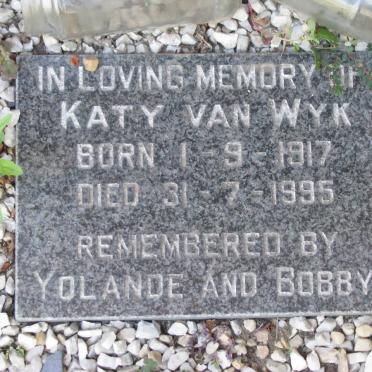 IN LOVING MEMORY OF
KATY VAN WYK
BORN 1-9-1917
DIED 31-7-1995
REMEMBERED BY
YOLANDE AND BOBBY